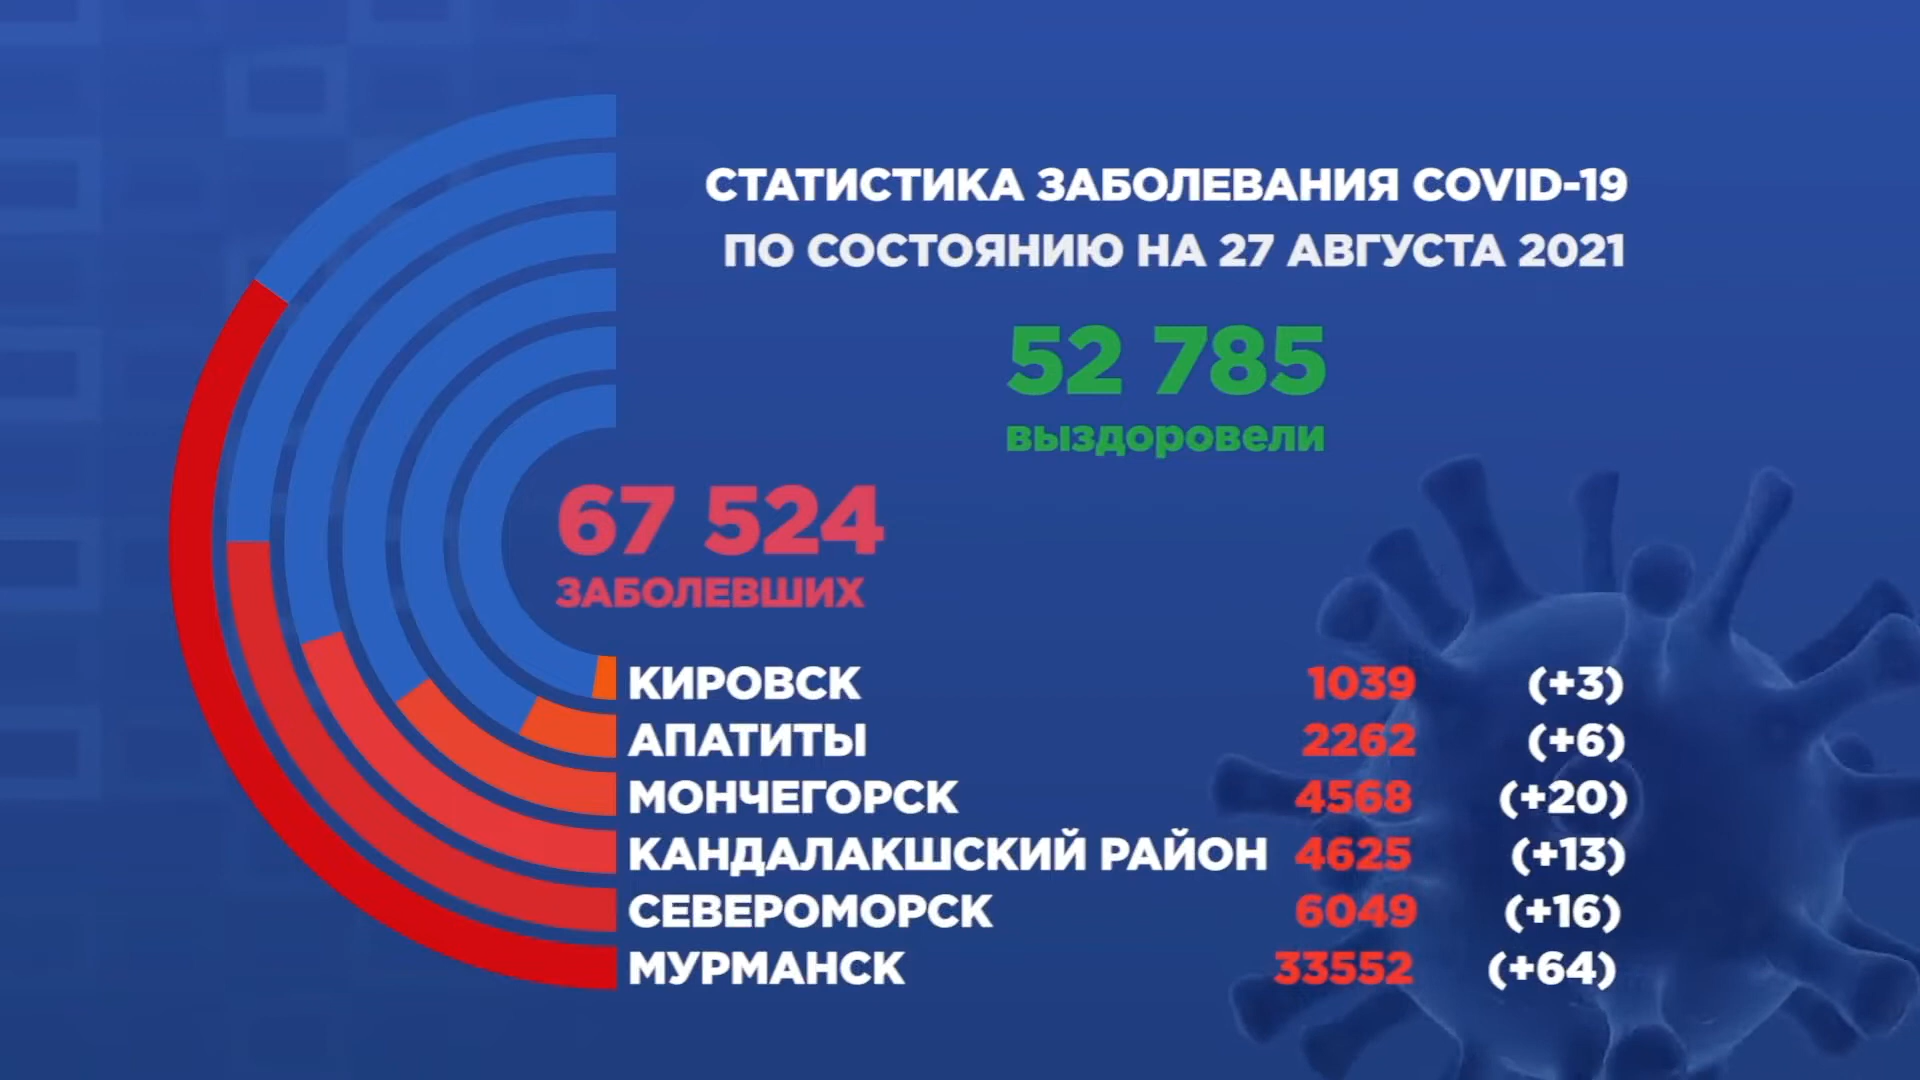 СТАТИСТИКА ЗАБОЛЕВАНИЯ COVID-19
ПО СОСТОЯНИЮ НА 27 АВГУСТА 2021
52 785
выздоровели
67 524
ЗАБОЛЕВШИХ
КИРОВСК 1039 (+3)
АПАТИТЫ 2262 (+6)
МОНЧЕГОРСК 4568 (+20)
КАНДАЛАКШСКИЙ РАЙОН 4625 (+13)
СЕВЕРОМОРСК 6049 (+16)
МУРМАНСК 33552 (+64)